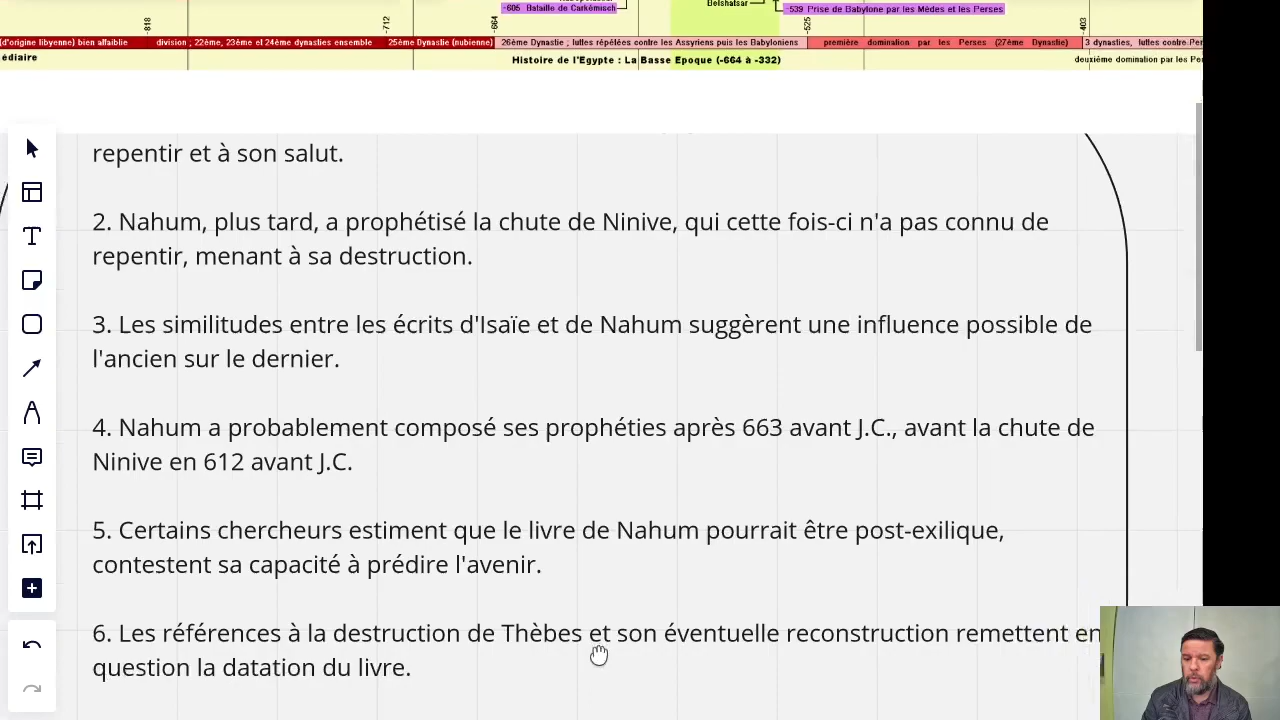 -605 Bataille de Carkémisch
Belshatsar
-539 Prise de Babylone par les Mèdes et les Perses
-818
-712
-664
-525
-403
(d'origine libyenne) bien affaiblie
division ; 22ème, 23ème et 24ème dynasties ensemble
25ème Dynastie (nubienne)
26ème Dynastie ; luttes répétées contre les Assyriens puis les Babyloniens
première domination par les Perses (27ème Dynastie)
3 dynasties, luttes contre Per
édiaire
Histoire de l'Egypte : La Basse Epoque (-664 à -332)
deuxième domination par les Pe
repentir et à son salut.
2. Nahum, plus tard, a prophétisé la chute de Ninive, qui cette fois-ci n'a pas connu de
repentir, menant à sa destruction.
3. Les similitudes entre les écrits d'Isaïe et de Nahum suggèrent une influence possible de
l'ancien sur le dernier.
4. Nahum a probablement composé ses prophéties après 663 avant J.C., avant la chute de
Ninive en 612 avant J.C.
5. Certains chercheurs estiment que le livre de Nahum pourrait être post-exilique,
contestent sa capacité à prédire l'avenir.
6. Les références à la destruction de Thèbes et son éventuelle reconstruction remettent en
question la datation du livre.